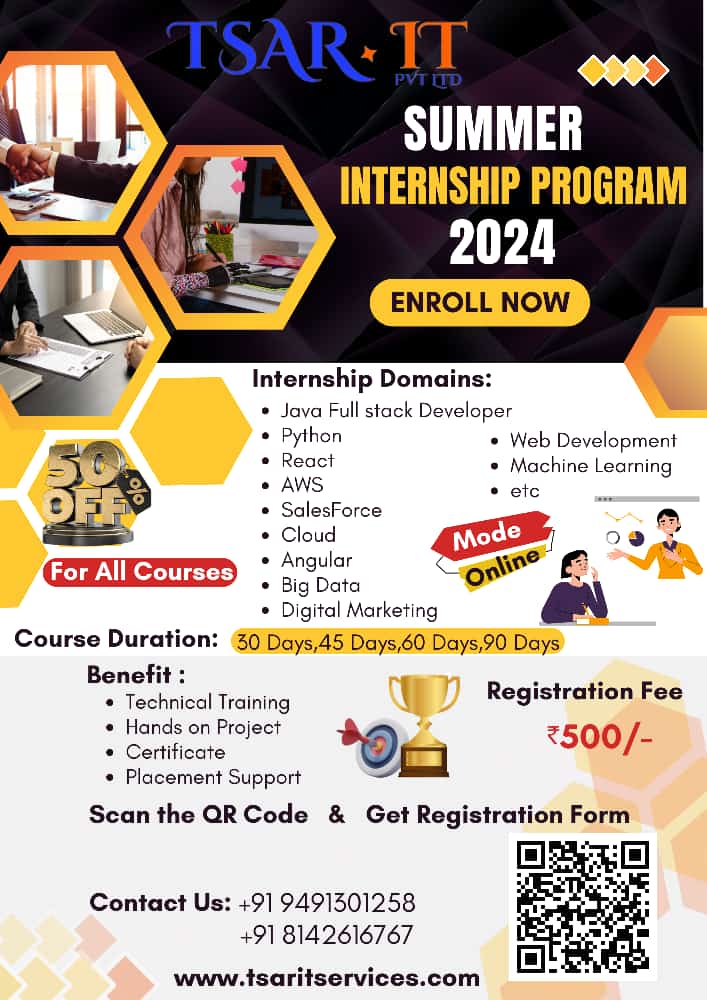 TSAR IT
PVT LTD
SUMMER
INTERNSHIP PROGRAM
2024
ENROLL NOW
Internship Domains:
• Java Full stack Developer
• Python
• React
• AWS
• SalesForce
• Cloud
• Angular
• Big Data
• Digital Marketing
• Web Development
• Machine Learning
• etc
50
OFF
%
For All Courses
Mode
Online
Course Duration: 30 Days,45 Days,60 Days,90 Days
Benefit :
• Technical Training
• Hands on Project
• Certificate
• Placement Support
Registration Fee
₹500/-
Scan the QR Code & Get Registration Form
Contact Us: +91 9491301258
+91 8142616767
www.tsaritservices.com